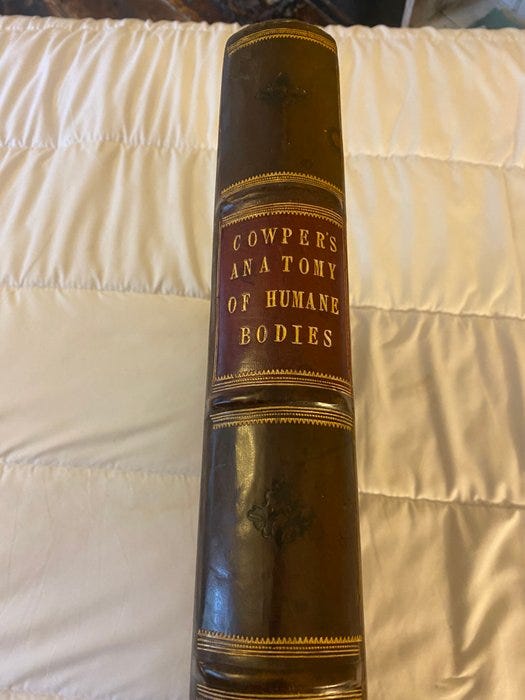 COWPER'S
ANATOMY
OF HUMANE
BODIES